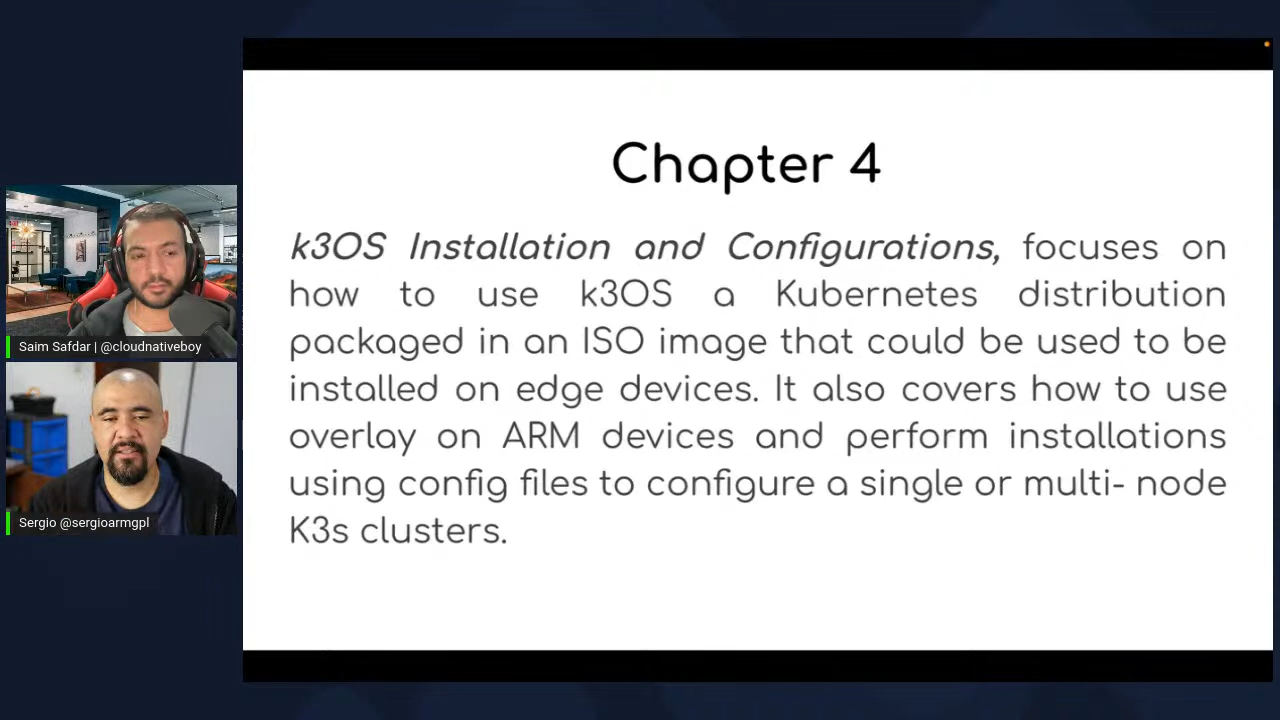 Chapter 4
k3OS Installation and Configurations, focuses on
how to use k3OS a Kubernetes distribution
packaged in an ISO image that could be used to be
installed on edge devices. It also covers how to use
overlay on ARM devices and perform installations
using config files to configure a single or multi- node
K3s clusters.
Saim Safdar | @cloudnativeboy
Sergio @sergioarmgpl